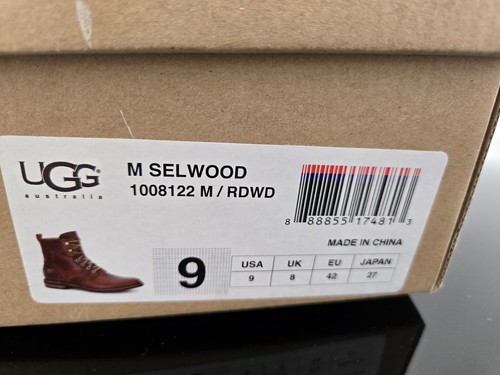 UGG
australia
M SELWOOD
1008122 M / RDWD
8 88855 17481 3
MADE IN CHINA
9
USA UK EU JAPAN
9 8 42 27